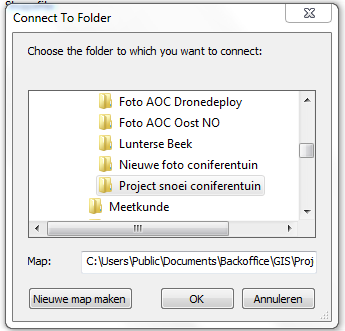 Connect To Folder
Choose the folder to which you want to connect:
Foto AOC Dronedeploy
Foto AOC Oost NO
Lunterse Beek
Nieuwe foto coniferentuin
Project snoei coniferentuin
Meetkunde
Map: C:\Users\Public\Documents\Backoffice\GIS\Proj
Nieuwe map maken OK Annuleren